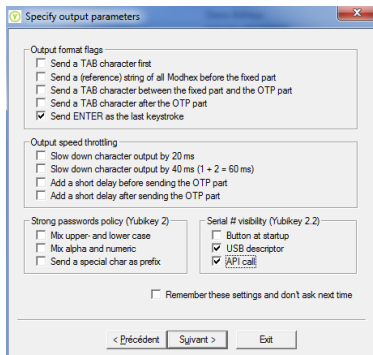 Specify output parameters
Output format flags
Send a TAB character first
Send a (reference) string of all Modhex before the fixed part
Send a TAB character between the fixed part and the OTP part
Send a TAB character after the OTP part
Send ENTER as the last keystroke
Output speed throttling
Slow down character output by 20 ms
Slow down character output by 40 ms (1 + 2 = 60 ms)
Add a short delay before sending the OTP part
Add a short delay after sending the OTP part
Strong passwords policy (Yubikey 2)
Mix upper- and lower case
Mix alpha and numeric
Send a special char as prefix
Serial # visibility (Yubikey 2.2)
Button at startup
USB descriptor
API call
Remember these settings and don't ask next time
< Précédent
Suivant >
Exit